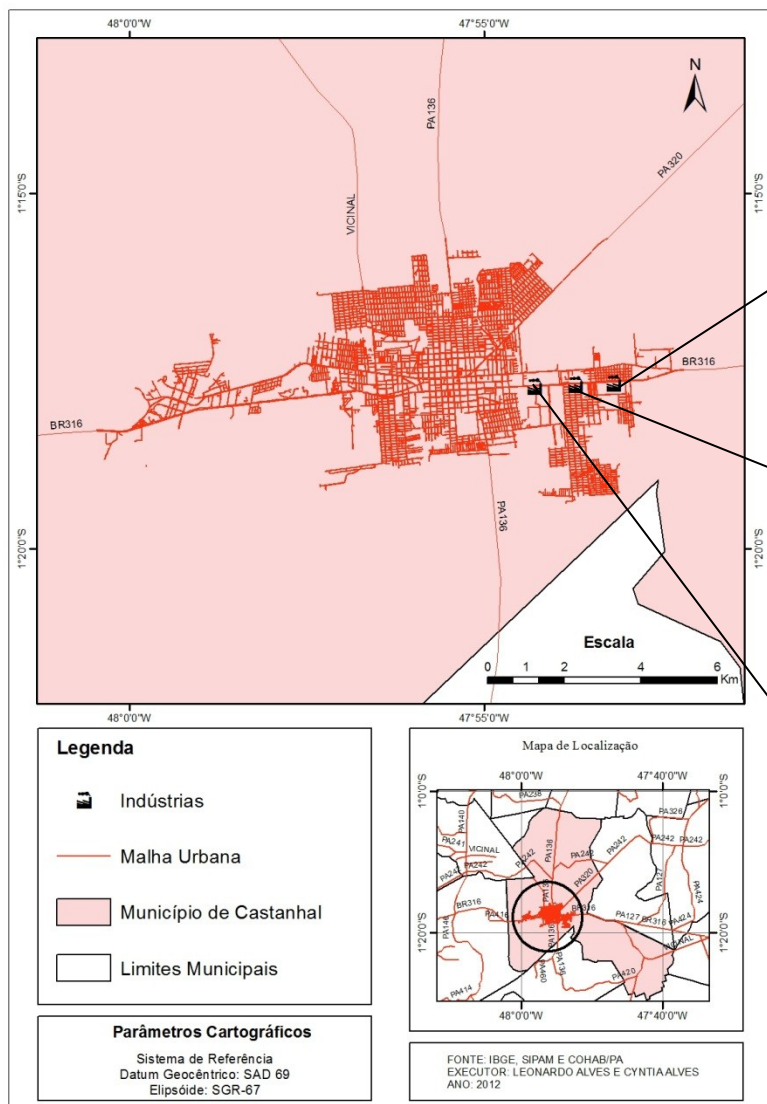 48°0'0"W
47°55'0"W
N
PA136
PA320
VICINAL
1°15'0"S
1°15'0"S
BR316
BR316
PA136
1°20'0"S
1°20'0"S
Escala
0 1 2 4 6
Km
48°0'0"W
47°55'0"W
Legenda
Indústrias
Malha Urbana
Município de Castanhal
Limites Municipais
Parâmetros Cartográficos
Sistema de Referência
Datum Geocêntrico: SAD 69
Elipsóide: SGR-67
Mapa de Localização
48°0'0"W
47°40'0"W
1°0'0"S
1°0'0"S
PA238
PA140
PA326
PA241
PA136
PA242
PA242
PA242
VICINAL
PA242
PA242
PA242
PA320
PA127
PA424
BR316
PA416
BR316
PA127
BR316
PA424
PA136
PA140
1°20'0"S
1°20'0"S
VICINAL
PA136
PA460
PA420
PA414
48°0'0"W
47°40'0"W
FONTE: IBGE, SIPAM E COHAB/PA
EXECUTOR: LEONARDO ALVES E CYNTIA ALVES
ANO: 2012